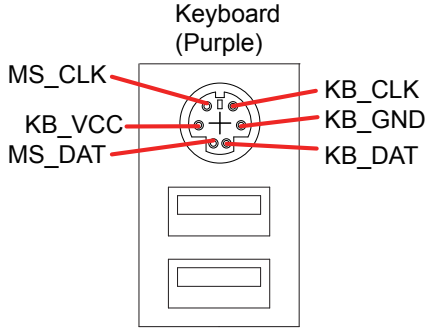 Keyboard
(Purple)
MS_CLK
KB_CLK
KB_VCC
KB_GND
MS_DAT
KB_DAT